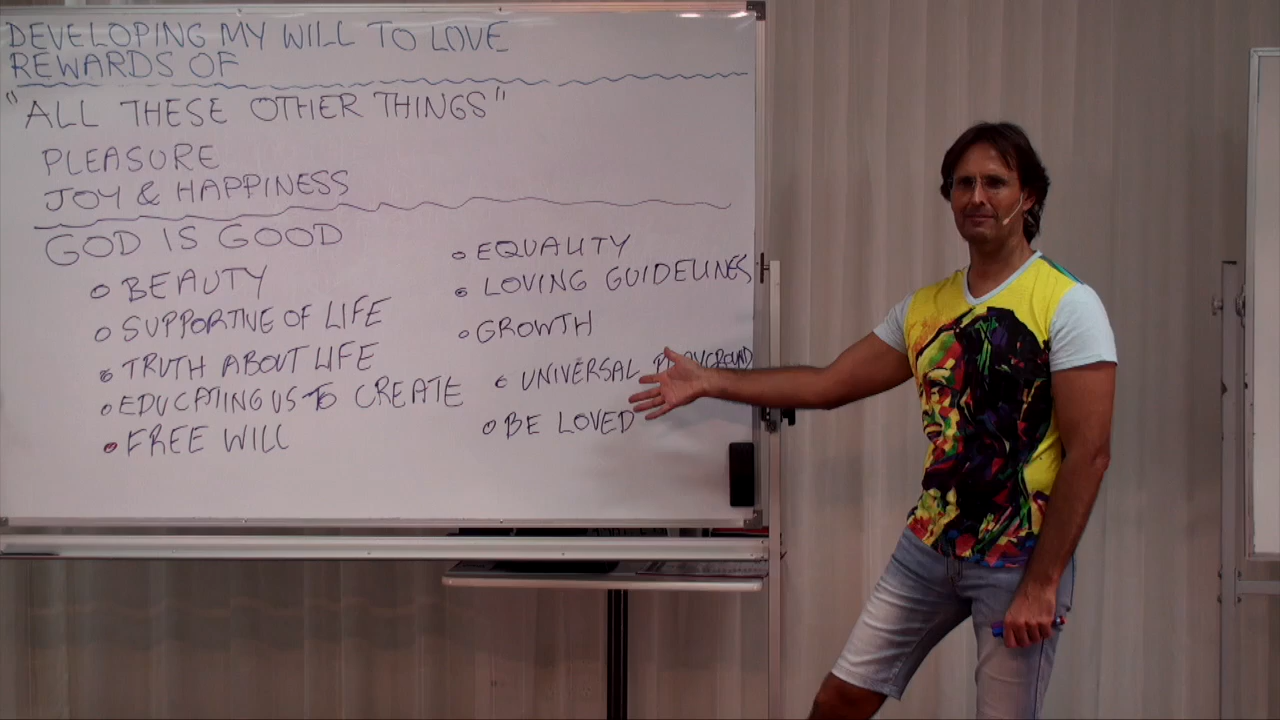 DEVELOPING MY WILL TO LOVE
REWARDS OF
"ALL THESE OTHER THINGS"
PLEASURE
JOY & HAPPINESS
GOD IS GOOD
BEAUTY
SUPPORTIVE OF LIFE
TRUTH ABOUT LIFE
EDUCATING US TO CREATE
FREE WILL
EQUALITY
LOVING GUIDELINES
GROWTH
UNIVERSAL PLAYGROUND
BE LOVED